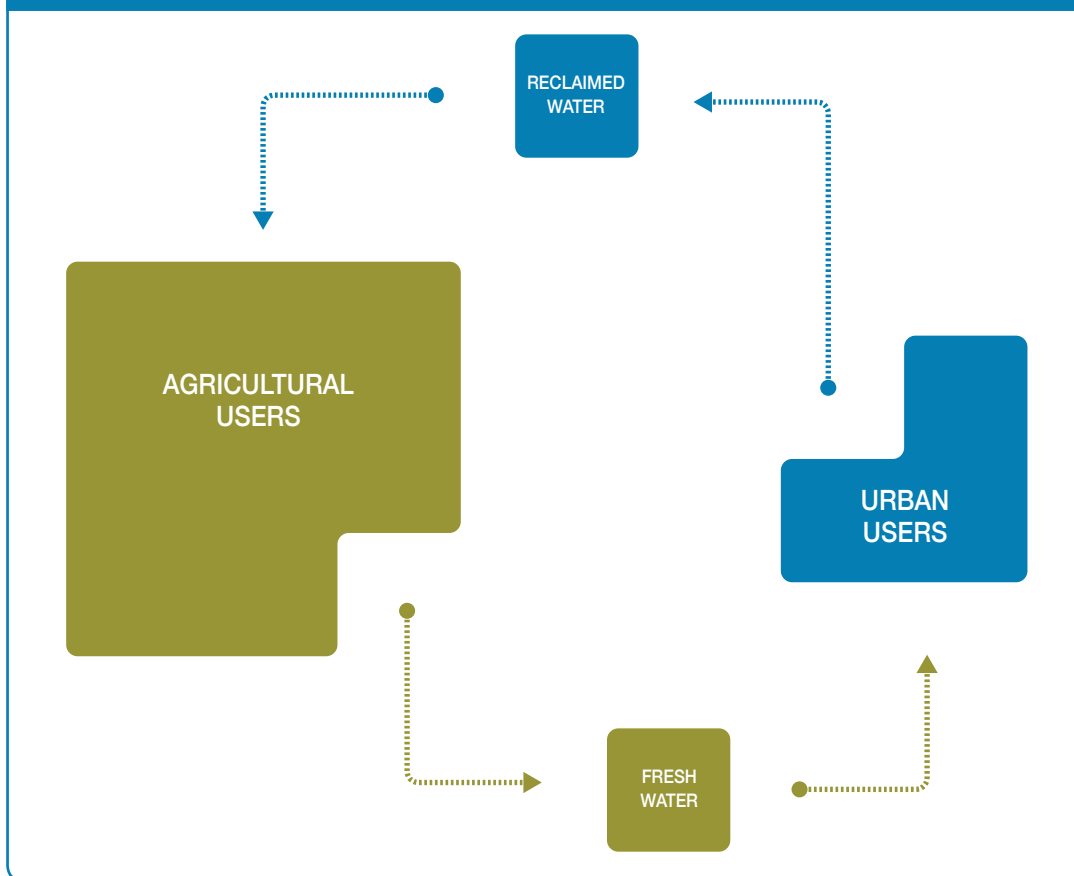 RECLAIMED
WATER
AGRICULTURAL
USERS
URBAN
USERS
FRESH
WATER